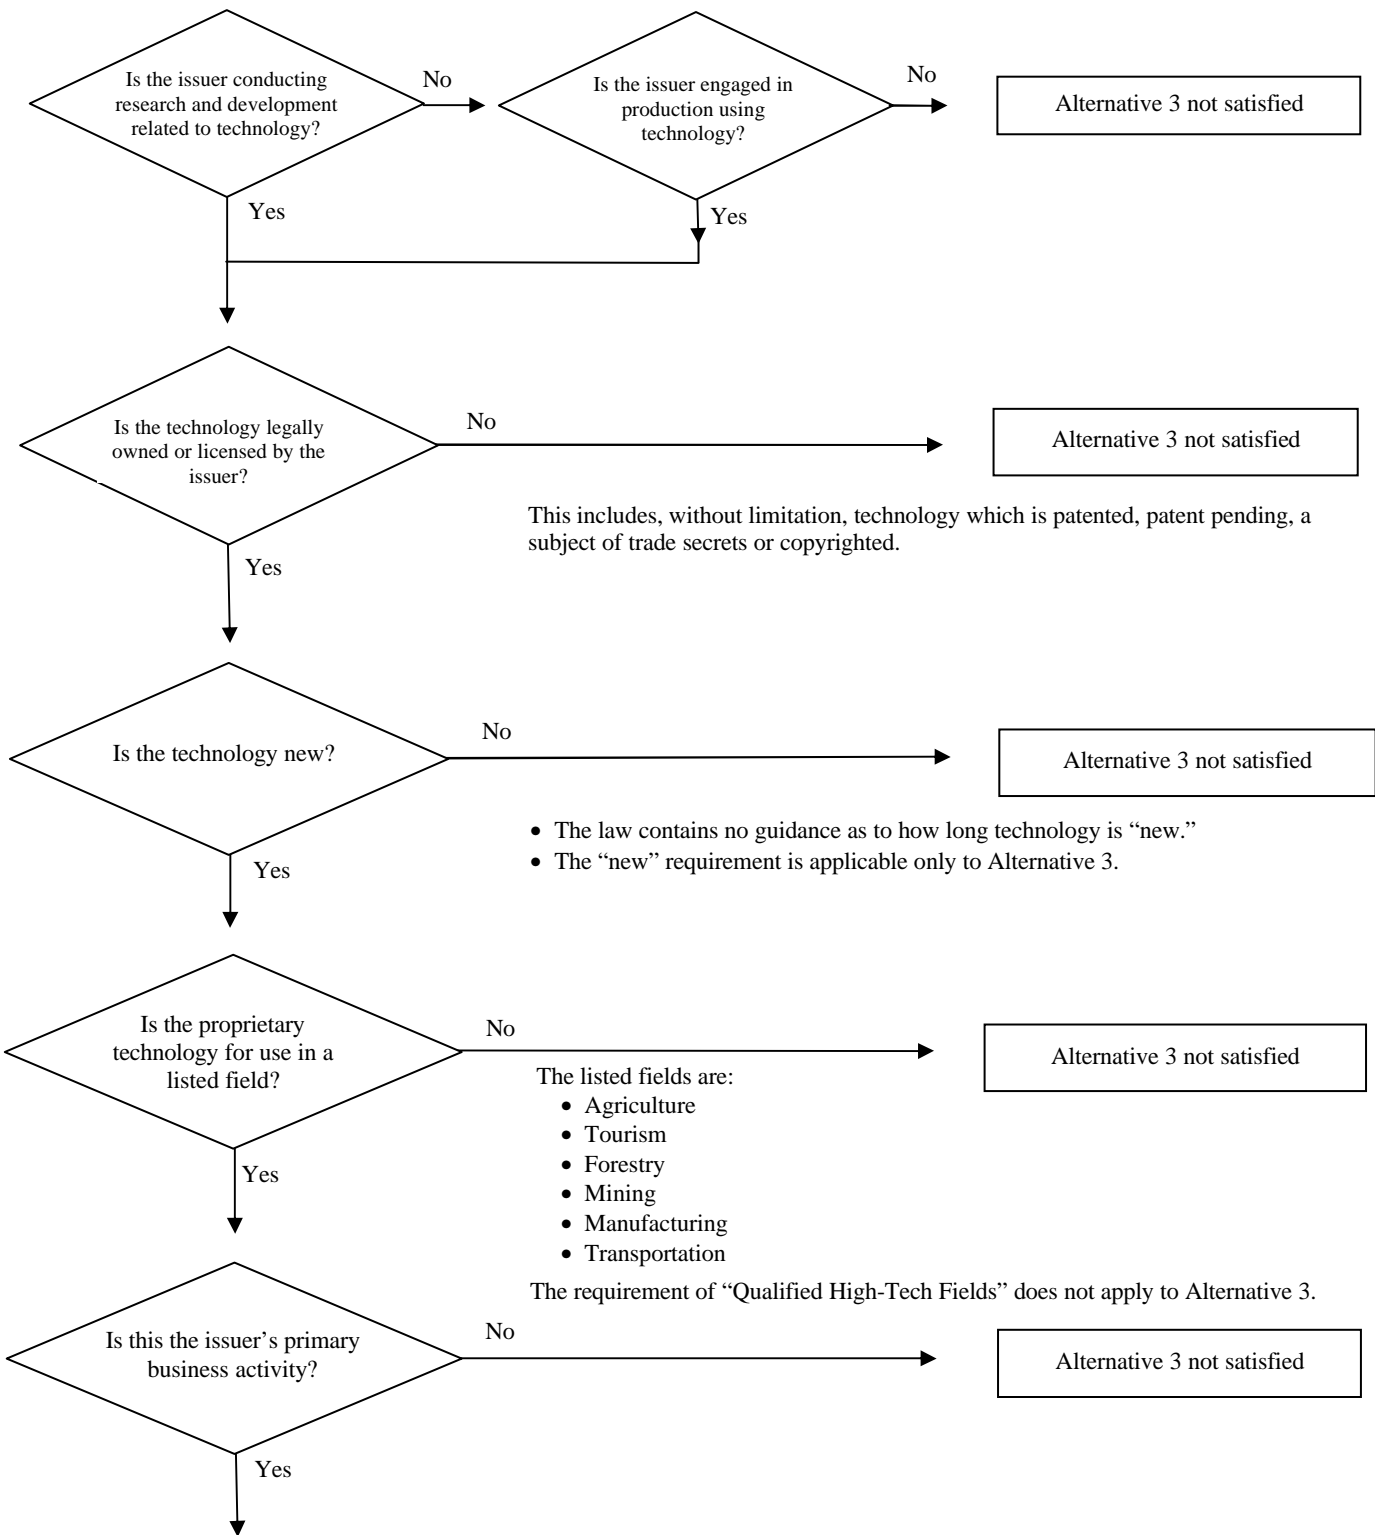 Is the issuer conducting
research and development
related to technology?
No
Is the issuer engaged in
production using
technology?
No
Alternative 3 not satisfied
Yes
Yes
Is the technology legally
owned or licensed by the
issuer?
No
Alternative 3 not satisfied
This includes, without limitation, technology which is patented, patent pending, a
subject of trade secrets or copyrighted.
Yes
Is the technology new?
No
Alternative 3 not satisfied
• The law contains no guidance as to how long technology is “new.”
• The “new” requirement is applicable only to Alternative 3.
Yes
Is the proprietary
technology for use in a
listed field?
No
Alternative 3 not satisfied
The listed fields are:
• Agriculture
• Tourism
• Forestry
• Mining
• Manufacturing
• Transportation
Yes
The requirement of “Qualified High-Tech Fields” does not apply to Alternative 3.
Is this the issuer’s primary
business activity?
No
Alternative 3 not satisfied
Yes